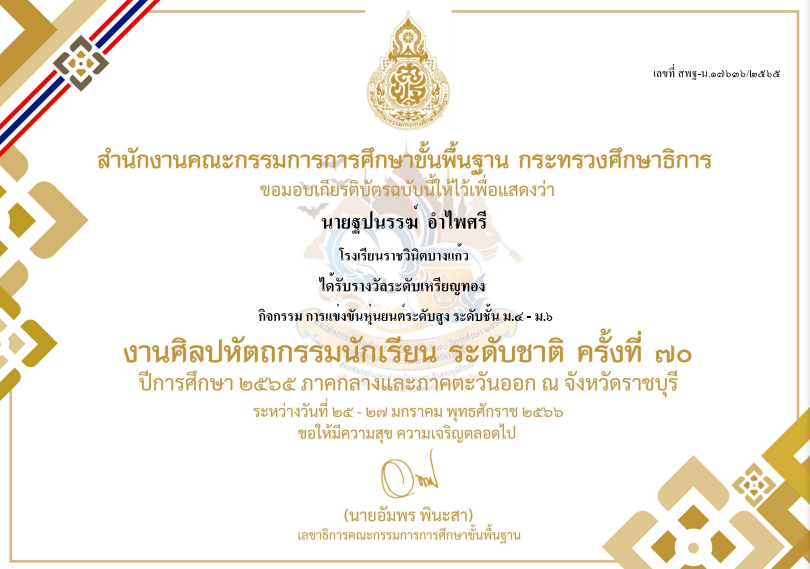 เลขที่ สพฐ-น.๑๗๖๓๖/๒๕๖๕
สำนักงานคณะกรรมการการศึกษาขั้นพื้นฐาน กระทรวงศึกษาธิการ
ขอมอบเกียรติบัตรฉบับนี้ให้ไว้เพื่อแสดงว่า
นายฐปนรรฆ์ อำไพศรี
โรงเรียนราชวินิตบางแก้ว
ได้รับรางวัลระดับเหรียญทอง
กิจกรรม การแข่งขันหุ่นยนต์ระดับสูง ระดับชั้น ม.๔ - ม.๖
งานศิลปหัตถกรรมนักเรียน ระดับชาติ ครั้งที่ ๗๐
ปีการศึกษา ๒๕๖๕ ภาคกลางและภาคตะวันออก ณ จังหวัดราชบุรี
ระหว่างวันที่ ๒๕ - ๒๗ มกราคม พุทธศักราช ๒๕๖๖
ขอให้มีความสุข ความเจริญตลอดไป
(นายอัมพร พินะสา)
เลขาธิการคณะกรรมการการศึกษาขั้นพื้นฐาน